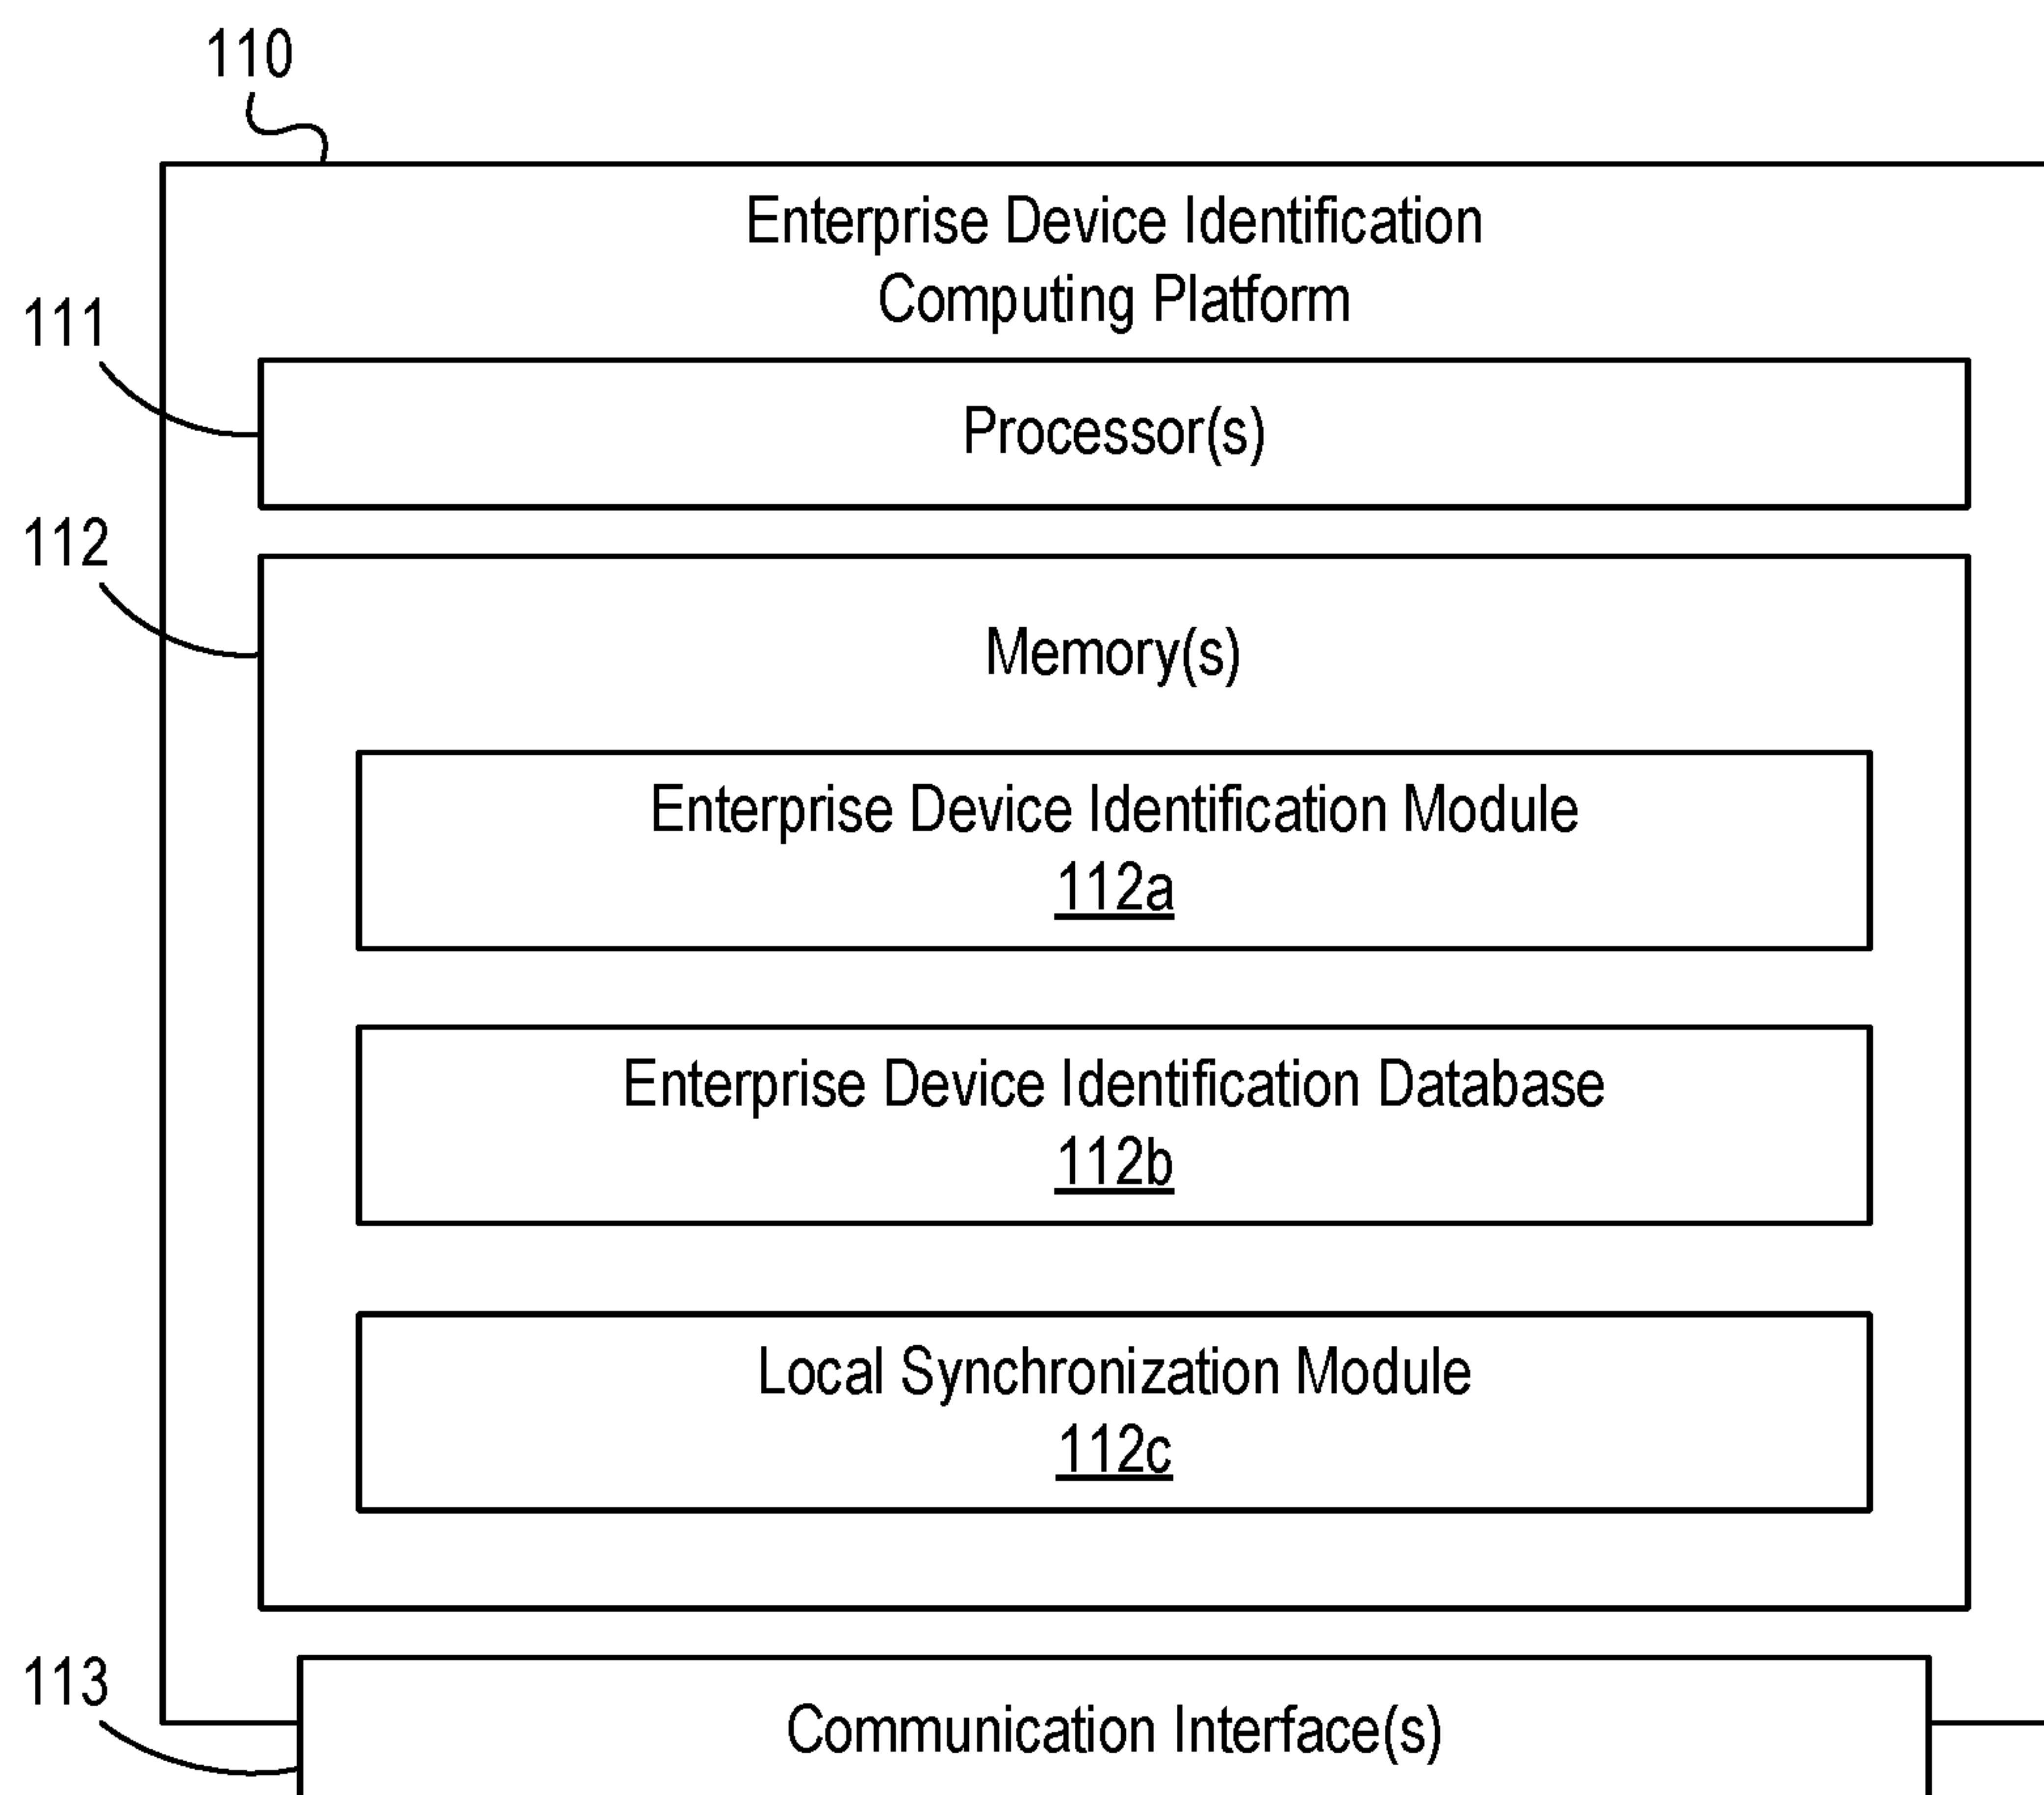 110
Enterprise Device Identification
Computing Platform
111
Processor(s)
112
Memory(s)
Enterprise Device Identification Module
112a
Enterprise Device Identification Database
112b
Local Synchronization Module
112c
113
Communication Interface(s)